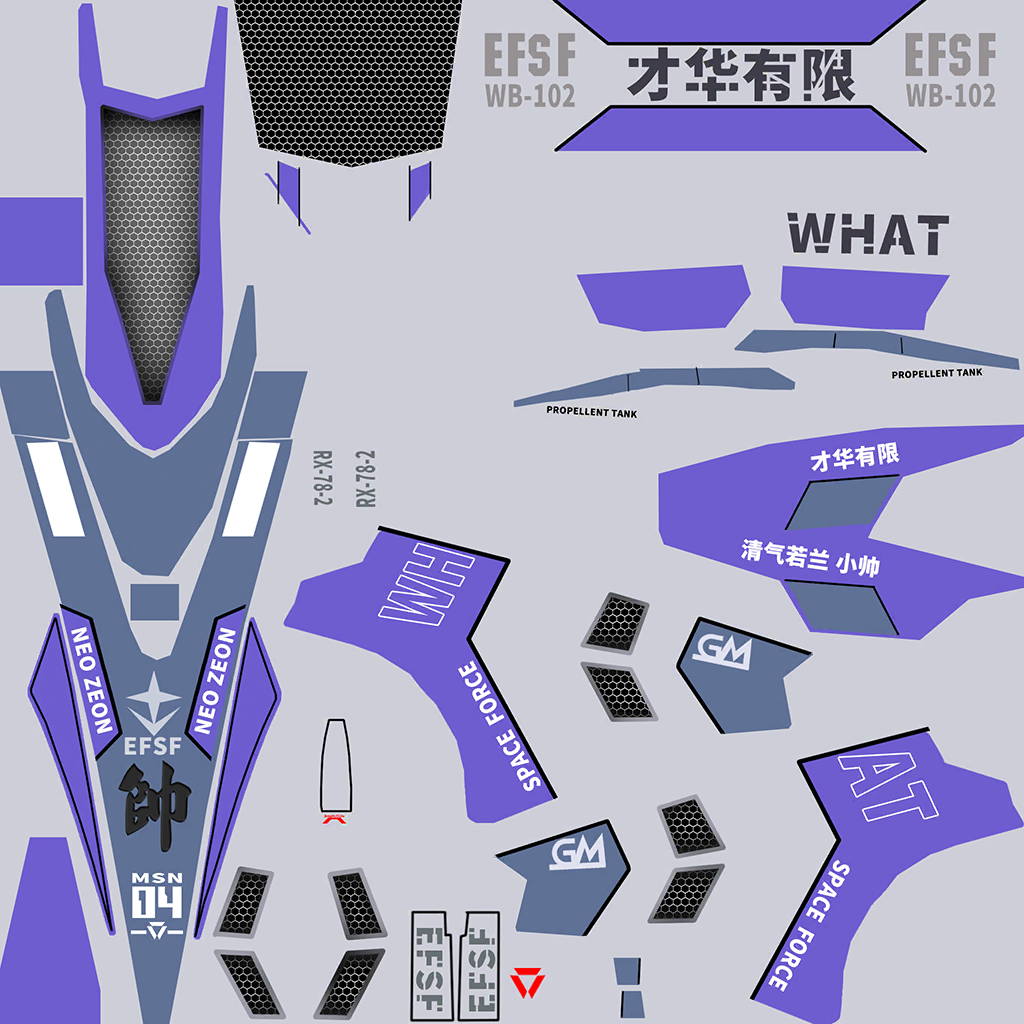 EFSF
WB-102
才华有限
EFSF
WB-102
WHAT
PROPELLENT TANK
PROPELLENT TANK
才华有限
RX-78-2
RX-78-2
清气若兰 小帅
HM
SPACE FORCE
NEO ZEON
NEO ZEON
GM
EFSF
帥
AT
SPACE FORCE
GM
MSN
04
EFSF
EFSF